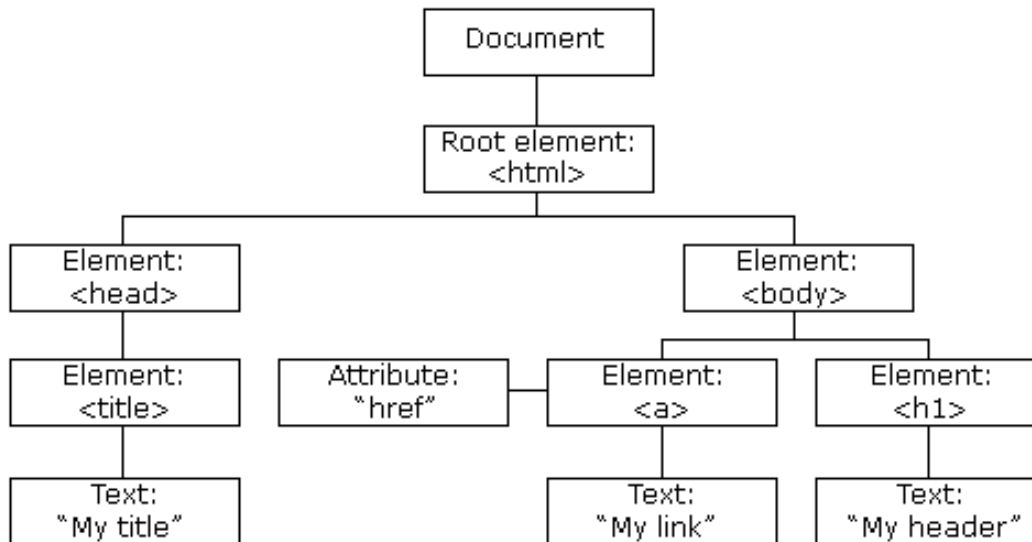 Document
Root element:
<html>
Element:
<head>
Element:
<body>
Element:
<title>
Attribute:
“href”
Element:
<a>
Element:
<h1>
Text:
“My title”
Text:
“My link”
Text:
“My header”